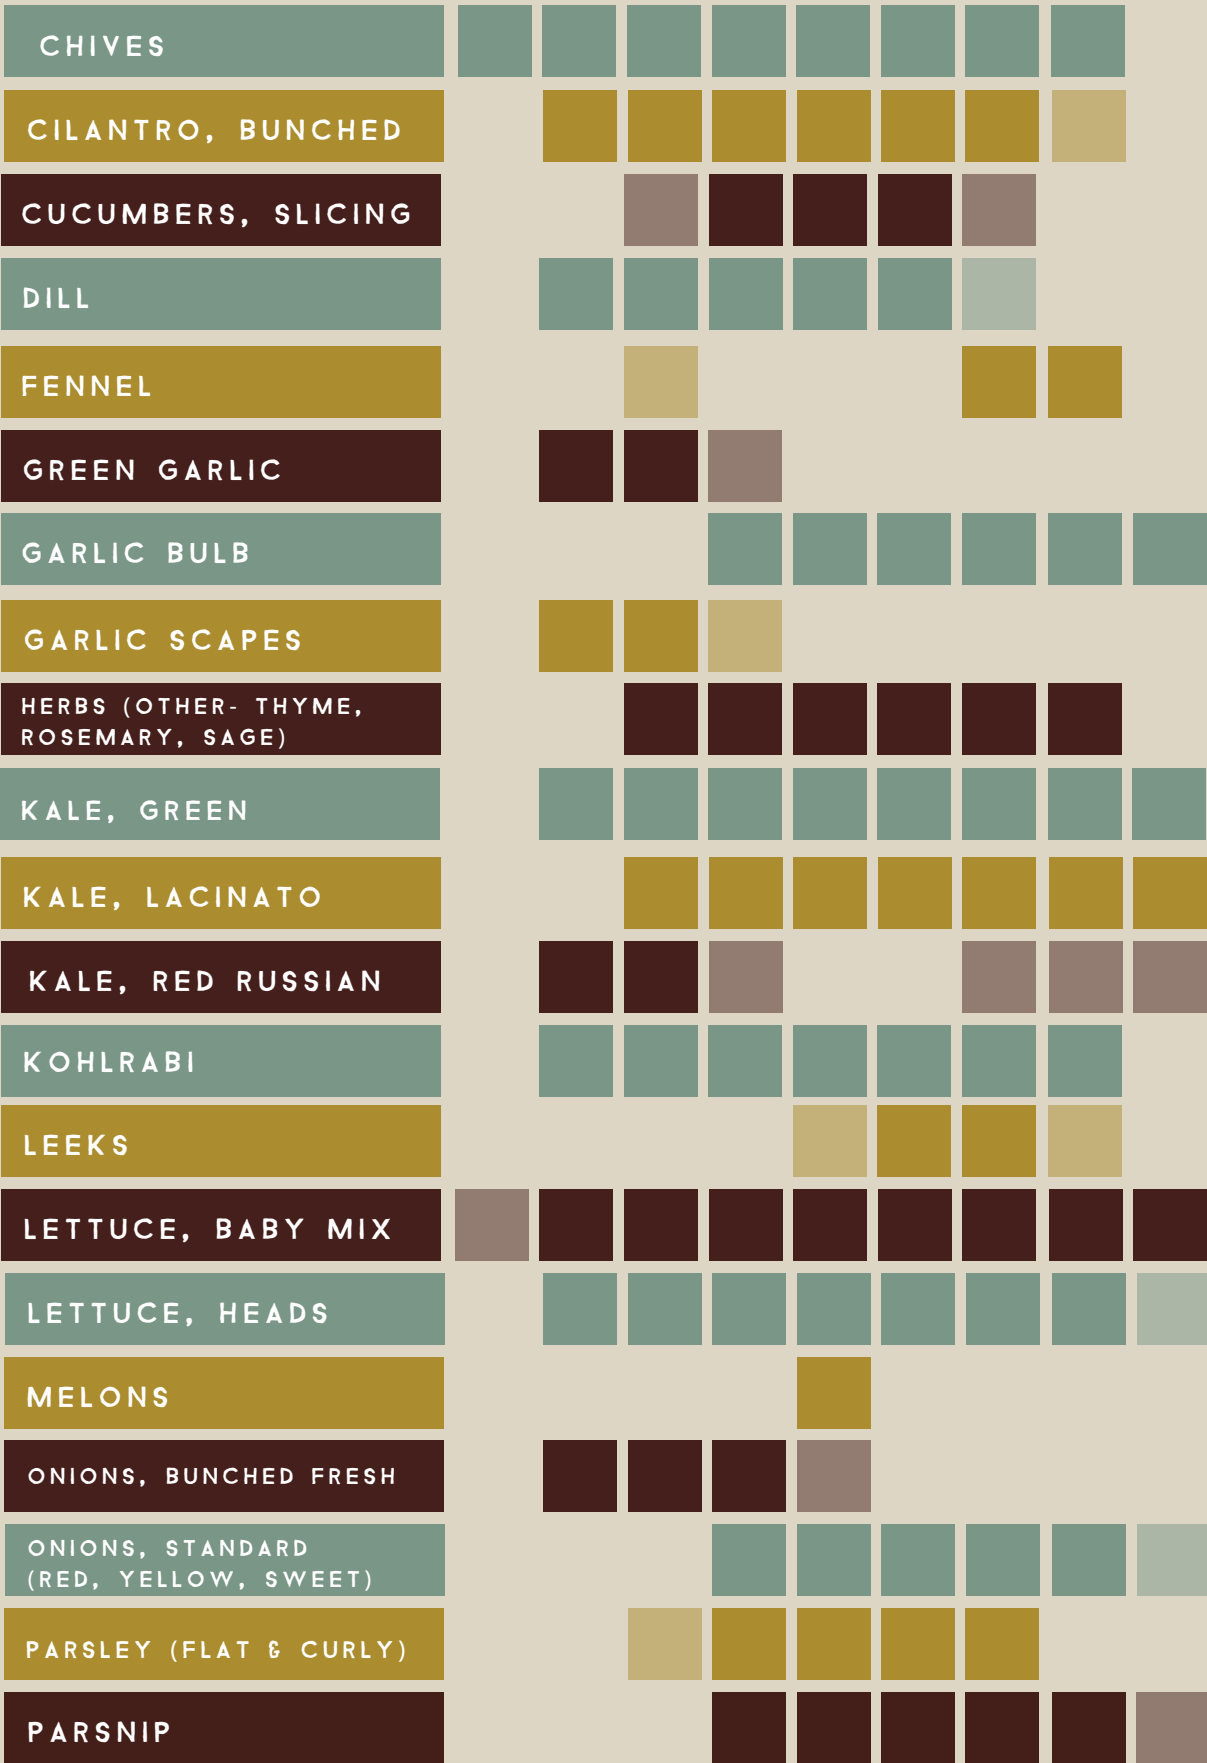 CHIVES
CILANTRO, BUNCHED
CUCUMBERS, SLICING
DILL
FENNEL
GREEN GARLIC
GARLIC BULB
GARLIC SCAPES
HERBS (OTHER- THYME,
ROSEMARY, SAGE)
KALE, GREEN
KALE, LACINATO
KALE, RED RUSSIAN
KOHLRABI
LEEKS
LETTUCE, BABY MIX
LETTUCE, HEADS
MELONS
ONIONS, BUNCHED FRESH
ONIONS, STANDARD
(RED, YELLOW, SWEET)
PARSLEY (FLAT & CURLY)
PARSNIP